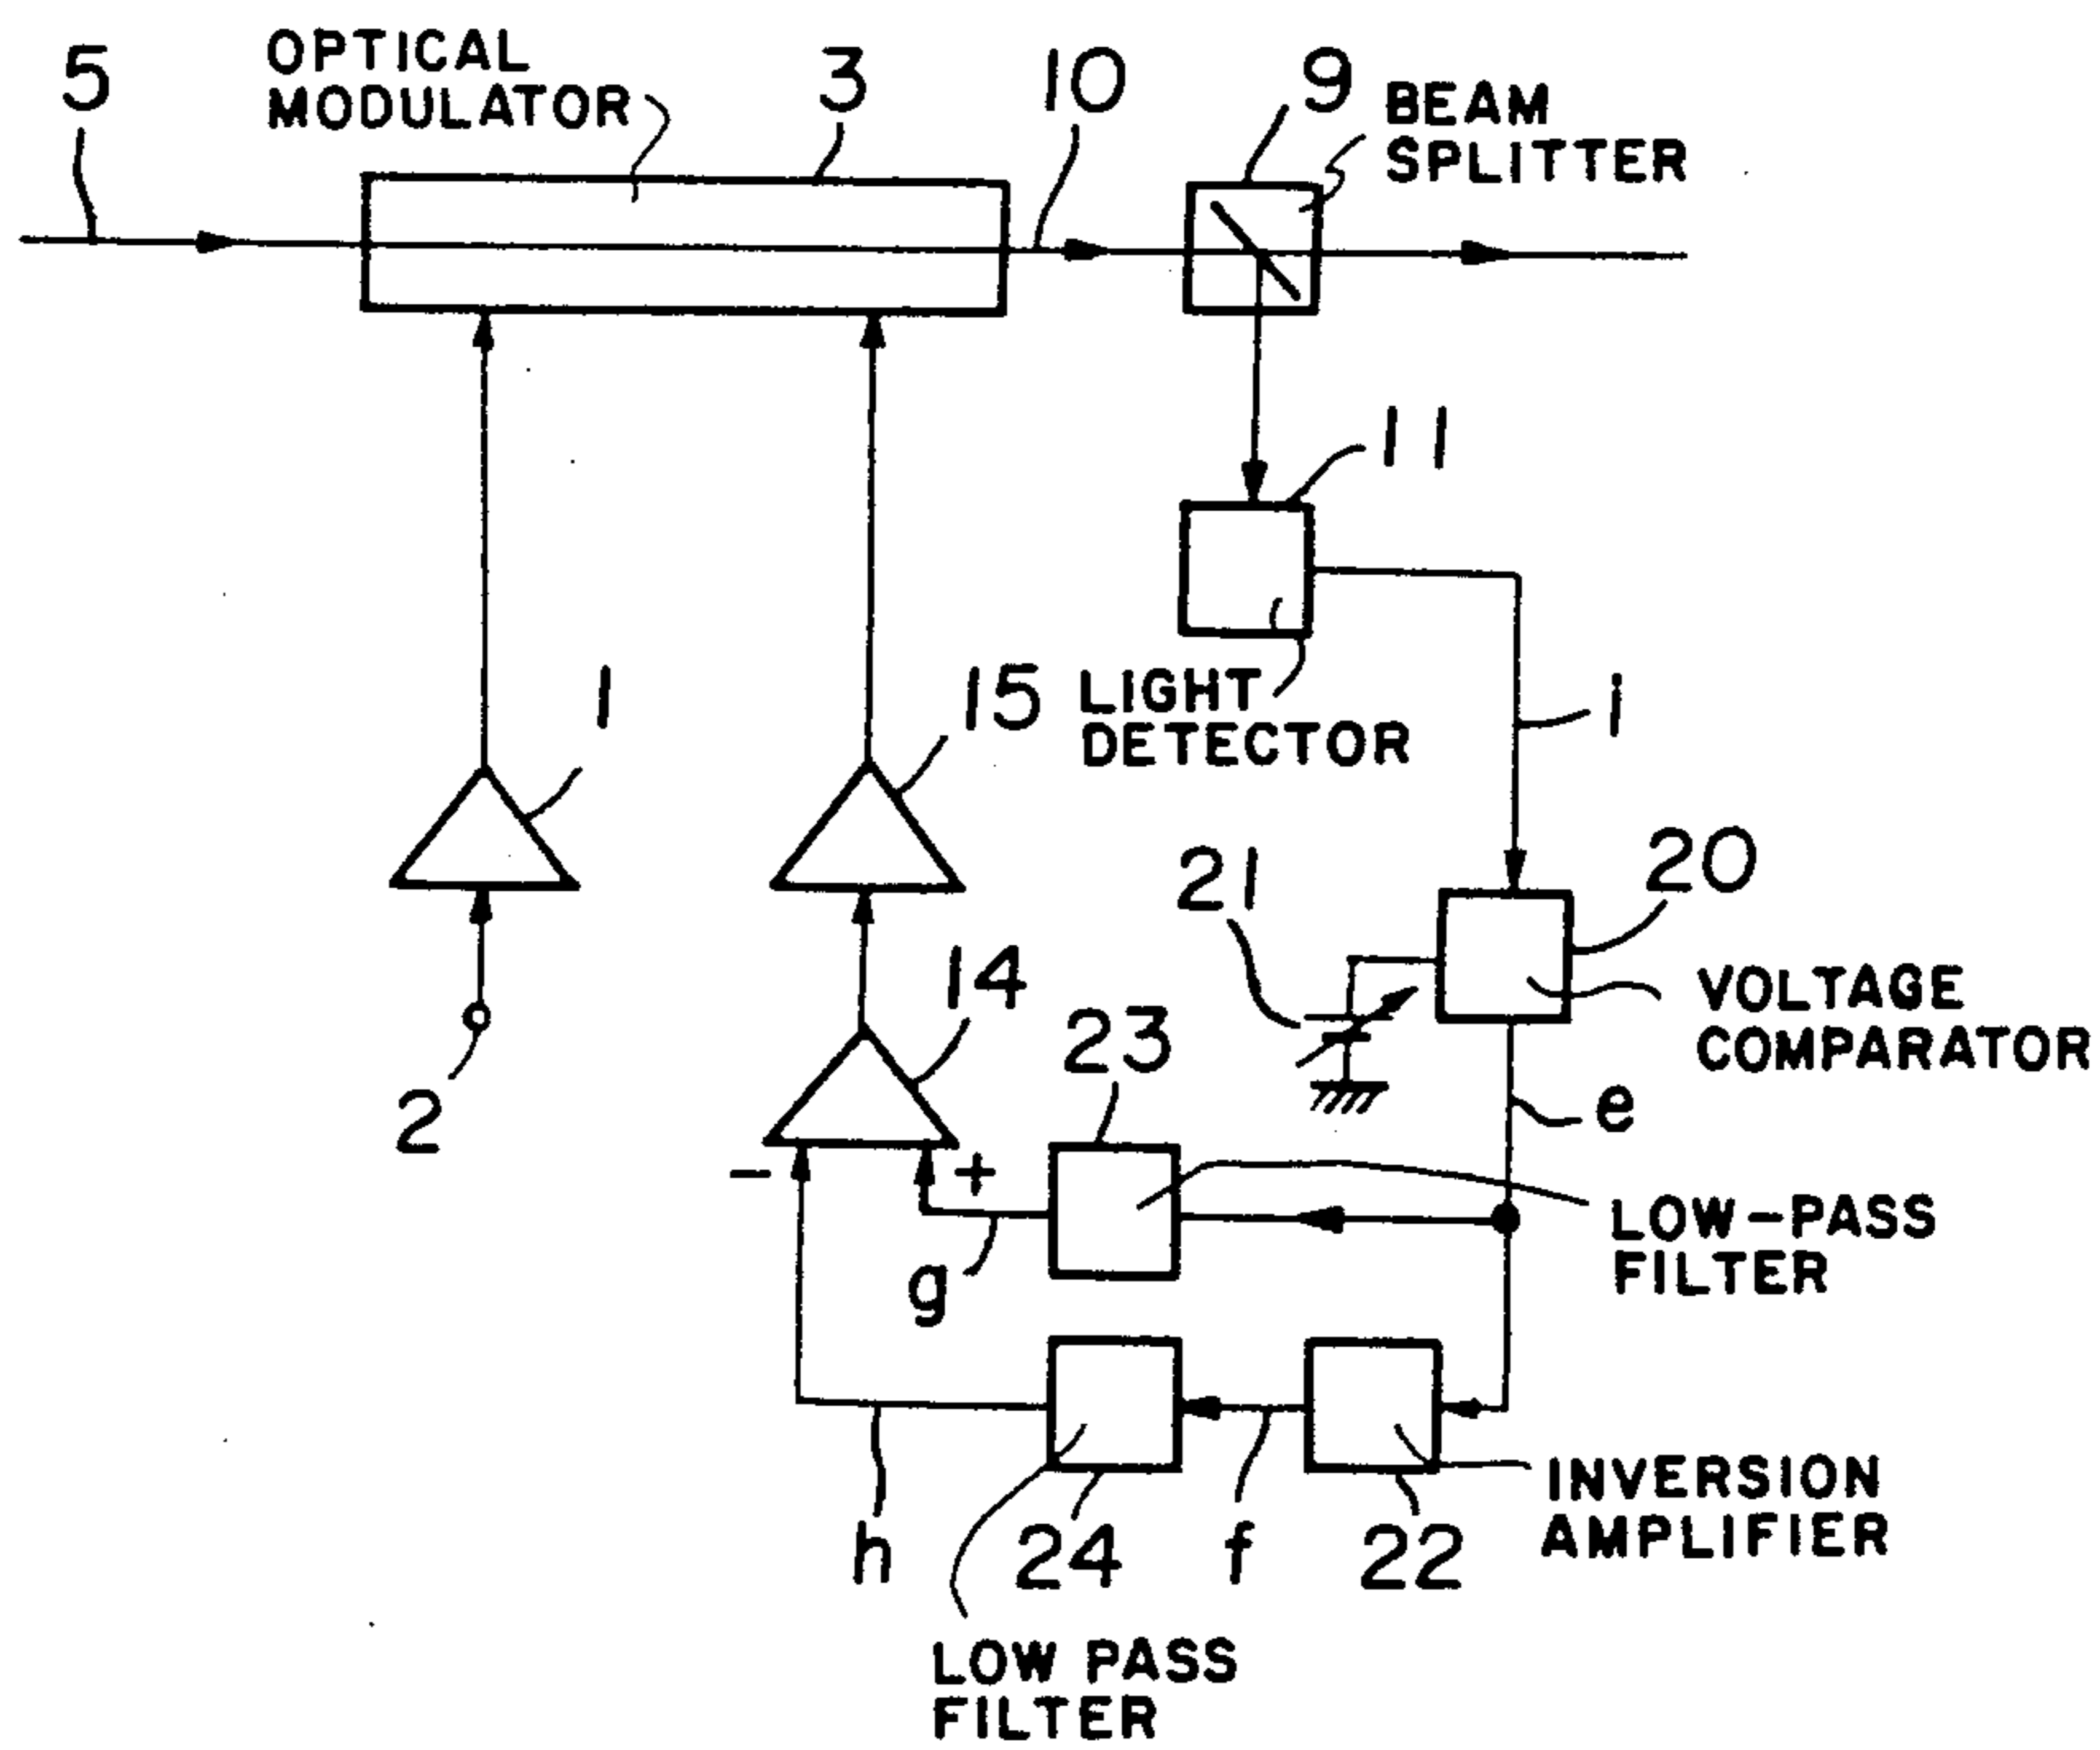 5
OPTICAL
MODULATOR
3
10
9
BEAM
SPLITTER
11
1
15
LIGHT
DETECTOR
i
21
20
VOLTAGE
COMPARATOR
14
23
2
e
-
+
LOW-PASS
FILTER
g
INVERSION
AMPLIFIER
h
24
f
22
LOW PASS
FILTER